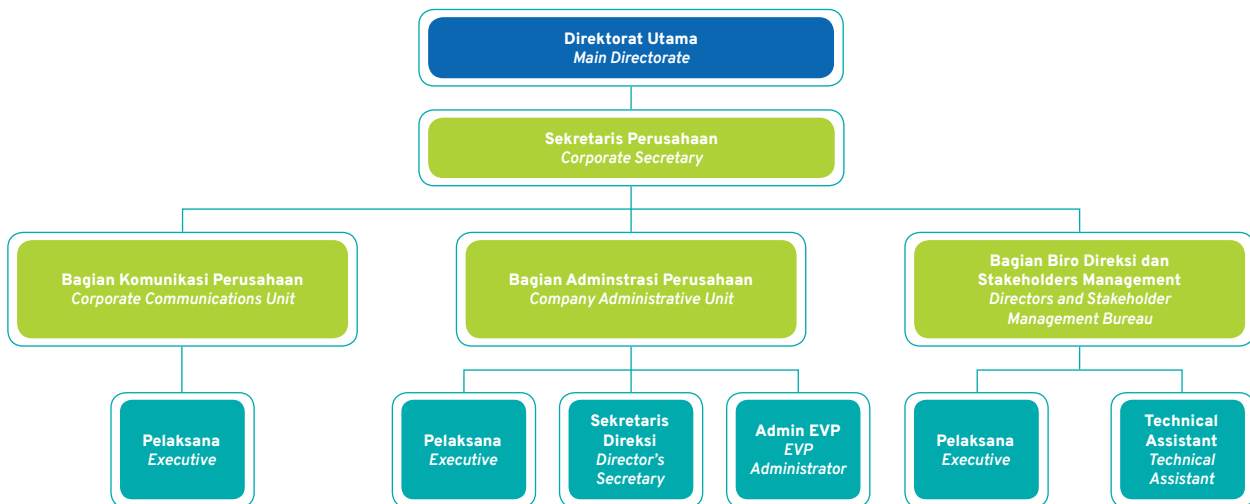 Direktorat Utama
Main Directorate
Sekretaris Perusahaan
Corporate Secretary
Bagian Komunikasi Perusahaan
Corporate Communications Unit
Bagian Adminstrasi Perusahaan
Company Administrative Unit
Bagian Biro Direksi dan
Stakeholders Management
Directors and Stakeholder
Management Bureau
Pelaksana
Executive
Pelaksana
Executive
Sekretaris
Direksi
Director's
Secretary
Admin EVP
EVP
Administrator
Pelaksana
Executive
Technical
Assistant
Technical
Assistant